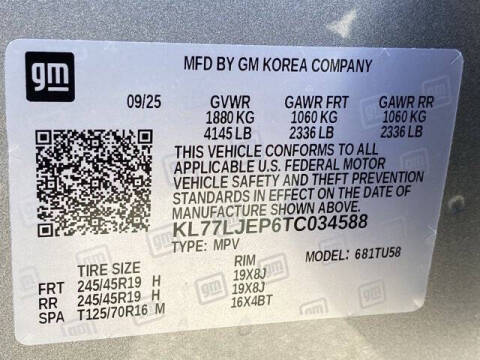 gm
MFD BY GM KOREA COMPANY
09/25 GVWR GAWR FRT GAWR RR
1880 KG 1060 KG 1060 KG
4145 LB 2336 LB 2336 LB
THIS VEHICLE CONFORMS TO ALL
APPLICABLE U.S. FEDERAL MOTOR
VEHICLE SAFETY AND THEFT PREVENTION
STANDARDS IN EFFECT ON THE DATE OF
MANUFACTURE SHOWN ABOVE.
KL77LJEP6TC034588
TYPE: MPV MODEL: 681TU58
TIRE SIZE RIM
FRT 245/45R19 H 19X8J
RR 245/45R19 H 19X8J
SPA T125/70R16 M 16X4BT